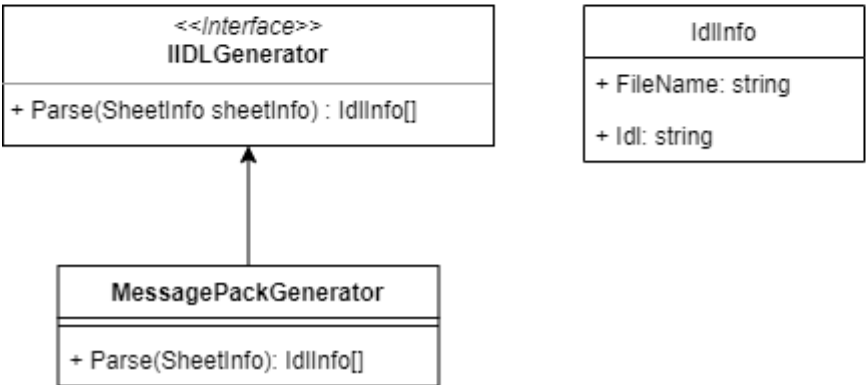 <<Interface>>
IIDLGenerator
+ Parse(SheetInfo sheetInfo) : IdlInfo[]
IdlInfo
+ FileName: string
+ Idl: string
MessagePackGenerator
+ Parse(SheetInfo): IdlInfo[]